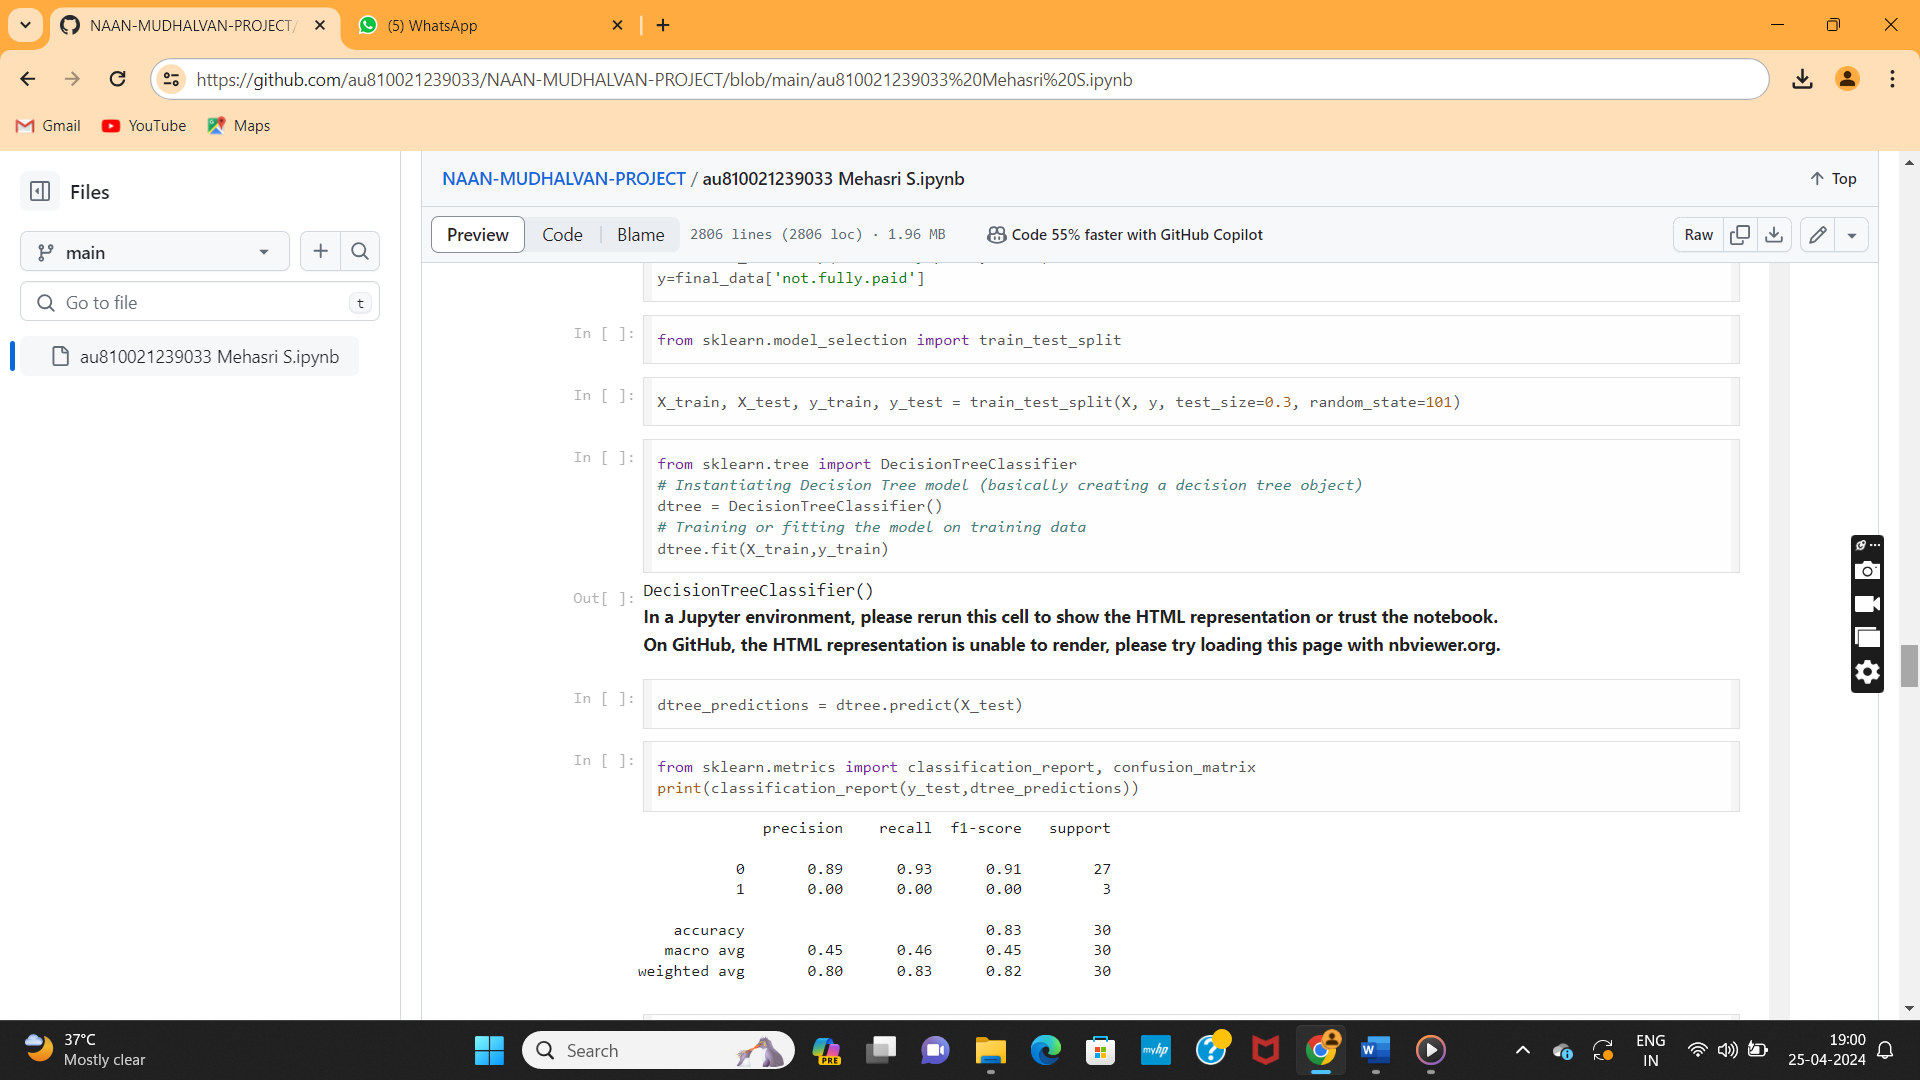 NAAN-MUDHALVAN-PROJECT/
(5) WhatsApp
https://github.com/au810021239033/NAAN-MUDHALVAN-PROJECT/blob/main/au810021239033%20Mehasri%20S.ipynb
Gmail YouTube Maps
Files
NAAN-MUDHALVAN-PROJECT / au810021239033 Mehasri S.ipynb
Top
main
Preview Code Blame 2806 lines (2806 loc) · 1.96 MB Code 55% faster with GitHub Copilot Raw
Go to file t
au810021239033 Mehasri S.ipynb
y=final_data['not.fully.paid']
In [ ]: from sklearn.model_selection import train_test_split
In [ ]: X_train, X_test, y_train, y_test = train_test_split(X, y, test_size=0.3, random_state=101)
In [ ]: from sklearn.tree import DecisionTreeClassifier
# Instantiating Decision Tree model (basically creating a decision tree object)
dtree = DecisionTreeClassifier()
# Training or fitting the model on training data
dtree.fit(X_train,y_train)
Out[ ]: DecisionTreeClassifier()
In a Jupyter environment, please rerun this cell to show the HTML representation or trust the notebook.
On GitHub, the HTML representation is unable to render, please try loading this page with nbviewer.org.
In [ ]: dtree_predictions = dtree.predict(X_test)
In [ ]: from sklearn.metrics import classification_report, confusion_matrix
print(classification_report(y_test,dtree_predictions))
precision recall f1-score support
0 0.89 0.93 0.91 27
1 0.00 0.00 0.00 3
accuracy 0.83 30
macro avg 0.45 0.46 0.45 30
weighted avg 0.80 0.83 0.82 30
37°C
Mostly clear
Search
PRE
myhp
W
ENG
IN
19:00
25-04-2024